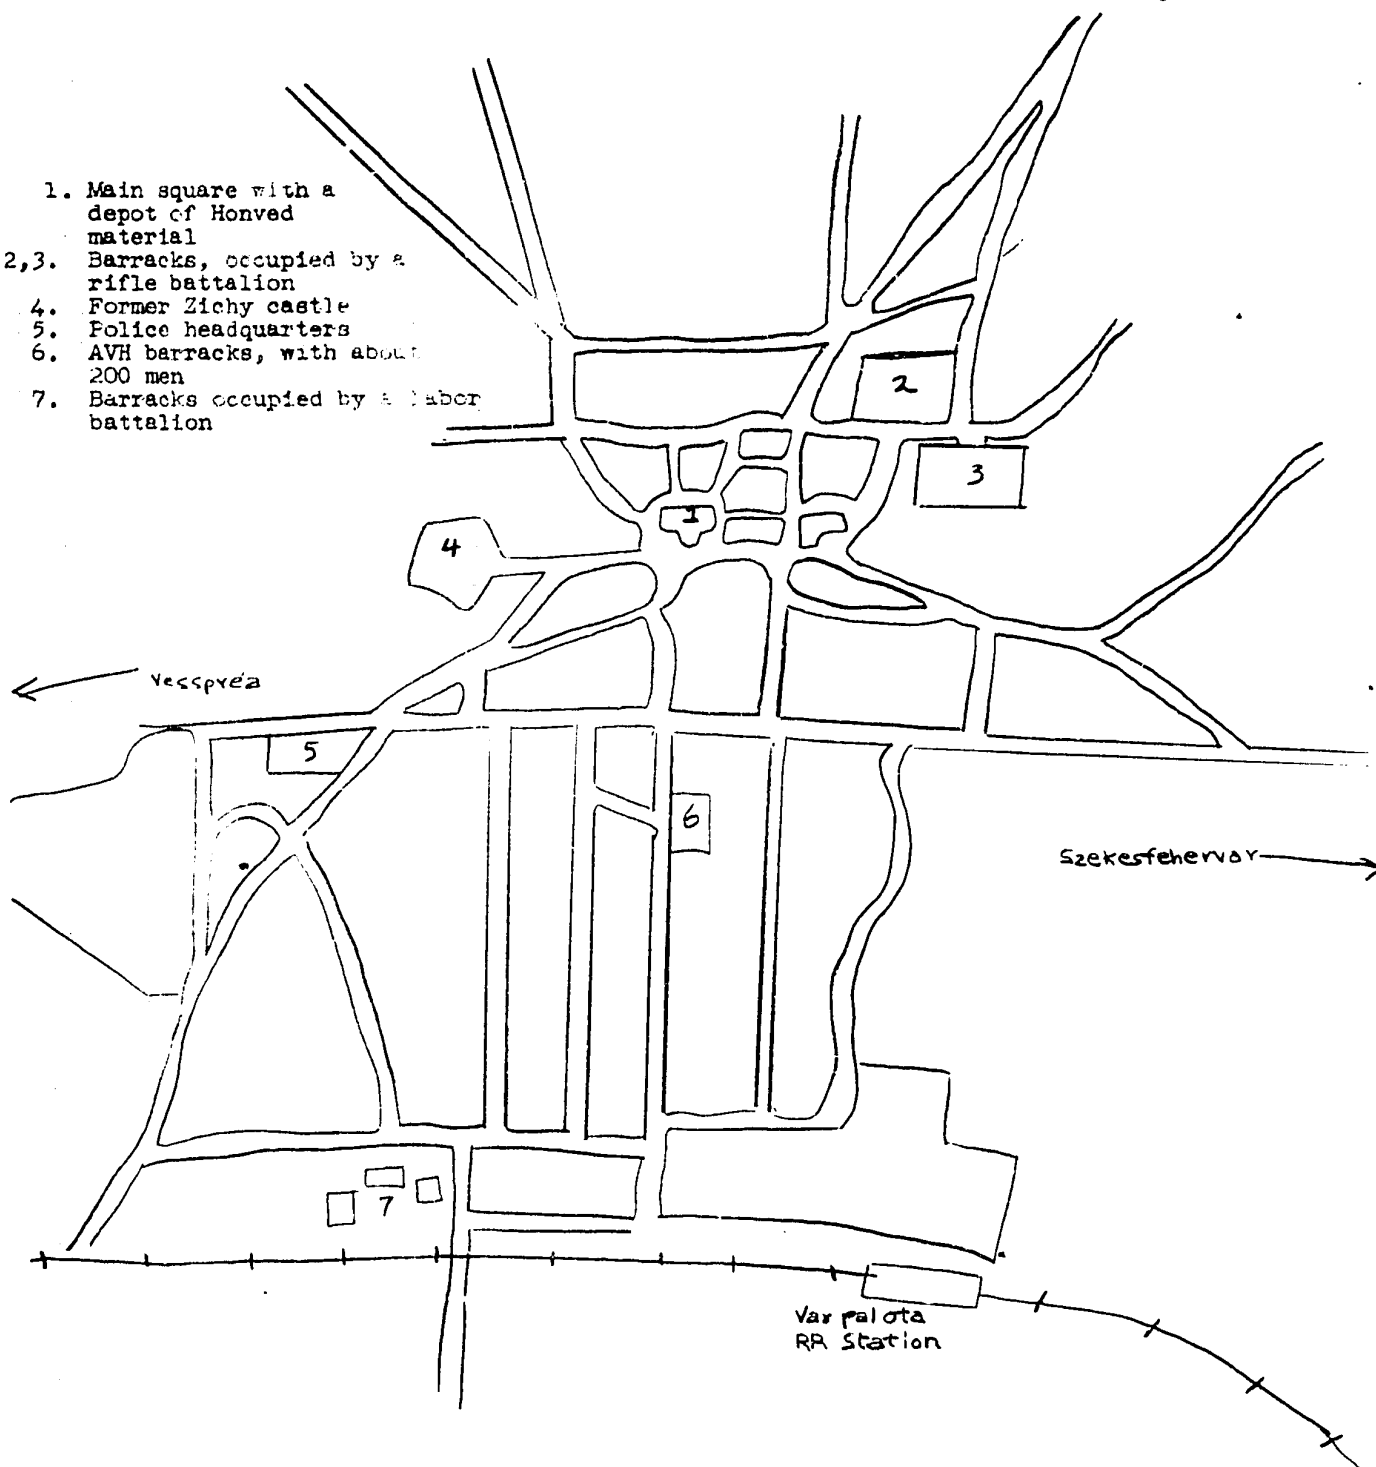 1. Main square with a
depot of Honved
material
2,3. Barracks, occupied by a
rifle battalion
4. Former Zichy castle
5. Police headquarters
6. AVH barracks, with about
200 men
7. Barracks occupied by a labor
battalion
2
3
1
4
Vesspréa
5
6
Szekesfehervar
7
Var palota
RR Station